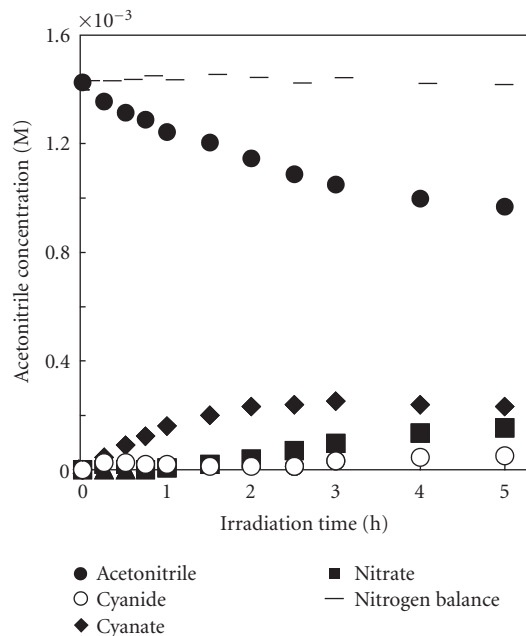 ×10⁻³
1.6
1.2
0.8
0.4
0
0 1 2 3 4 5
Acetonitrile concentration (M)
Irradiation time (h)
Acetonitrile
Cyanide
Cyanate
Nitrate
Nitrogen balance